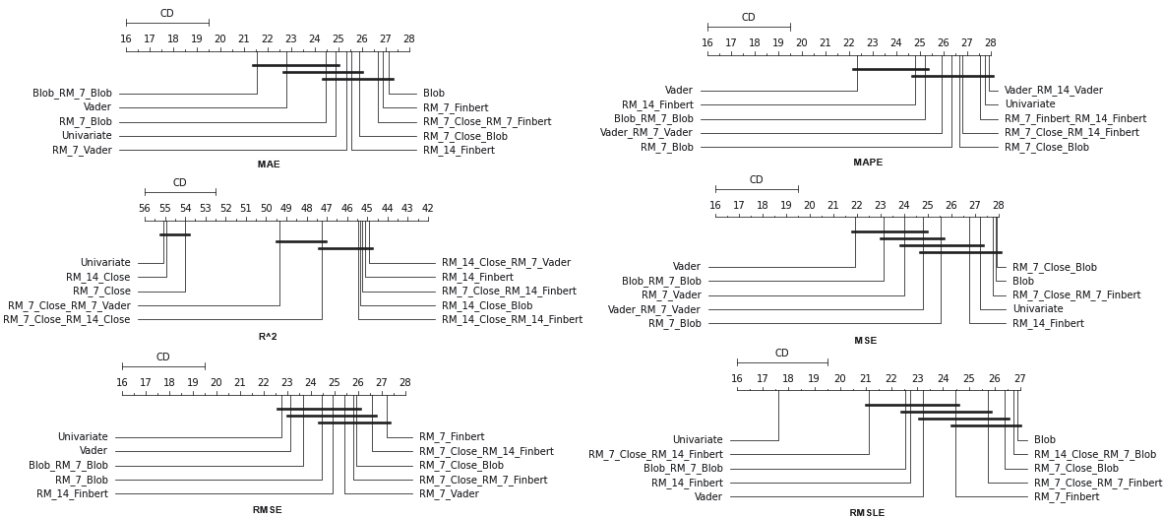 CD
16 17 18 19 20 21 22 23 24 25 26 27 28
Blob_RM_7_Blob
Vader
RM_7_Blob
Univariate
RM_7_Vader
Blob
RM_7_Finbert
RM_7_Close_RM_7_Finbert
RM_7_Close_Blob
RM_14_Finbert
MAE
CD
16 17 18 19 20 21 22 23 24 25 26 27 28
Vader
RM_14_Finbert
Blob_RM_7_Blob
Vader_RM_7_Vader
RM_7_Blob
Vader_RM_14_Vader
Univariate
RM_7_Finbert_RM_14_Finbert
RM_7_Close_RM_14_Finbert
RM_7_Close_Blob
MAPE
CD
56 55 54 53 52 51 50 49 48 47 46 45 44 43 42
Univariate
RM_14_Close
RM_7_Close
RM_7_Close_RM_7_Vader
RM_7_Close_RM_14_Close
RM_14_Close_RM_7_Vader
RM_14_Finbert
RM_7_Close_RM_14_Finbert
RM_14_Close_Blob
RM_14_Close_RM_14_Finbert
R^2
CD
16 17 18 19 20 21 22 23 24 25 26 27 28
Vader
Blob_RM_7_Blob
RM_7_Vader
Vader_RM_7_Vader
RM_7_Blob
RM_7_Close_Blob
Blob
RM_7_Close_RM_7_Finbert
Univariate
RM_14_Finbert
MSE
CD
16 17 18 19 20 21 22 23 24 25 26 27 28
Univariate
Vader
Blob_RM_7_Blob
RM_7_Blob
RM_14_Finbert
RM_7_Finbert
RM_7_Close_RM_14_Finbert
RM_7_Close_Blob
RM_7_Close_RM_7_Finbert
RM_7_Vader
RMSE
CD
16 17 18 19 20 21 22 23 24 25 26 27
Univariate
RM_7_Close_RM_14_Finbert
Blob_RM_7_Blob
RM_14_Finbert
Vader
Blob
RM_14_Close_RM_7_Blob
RM_7_Close_Blob
RM_7_Close_RM_7_Finbert
RM_7_Finbert
RMSLE